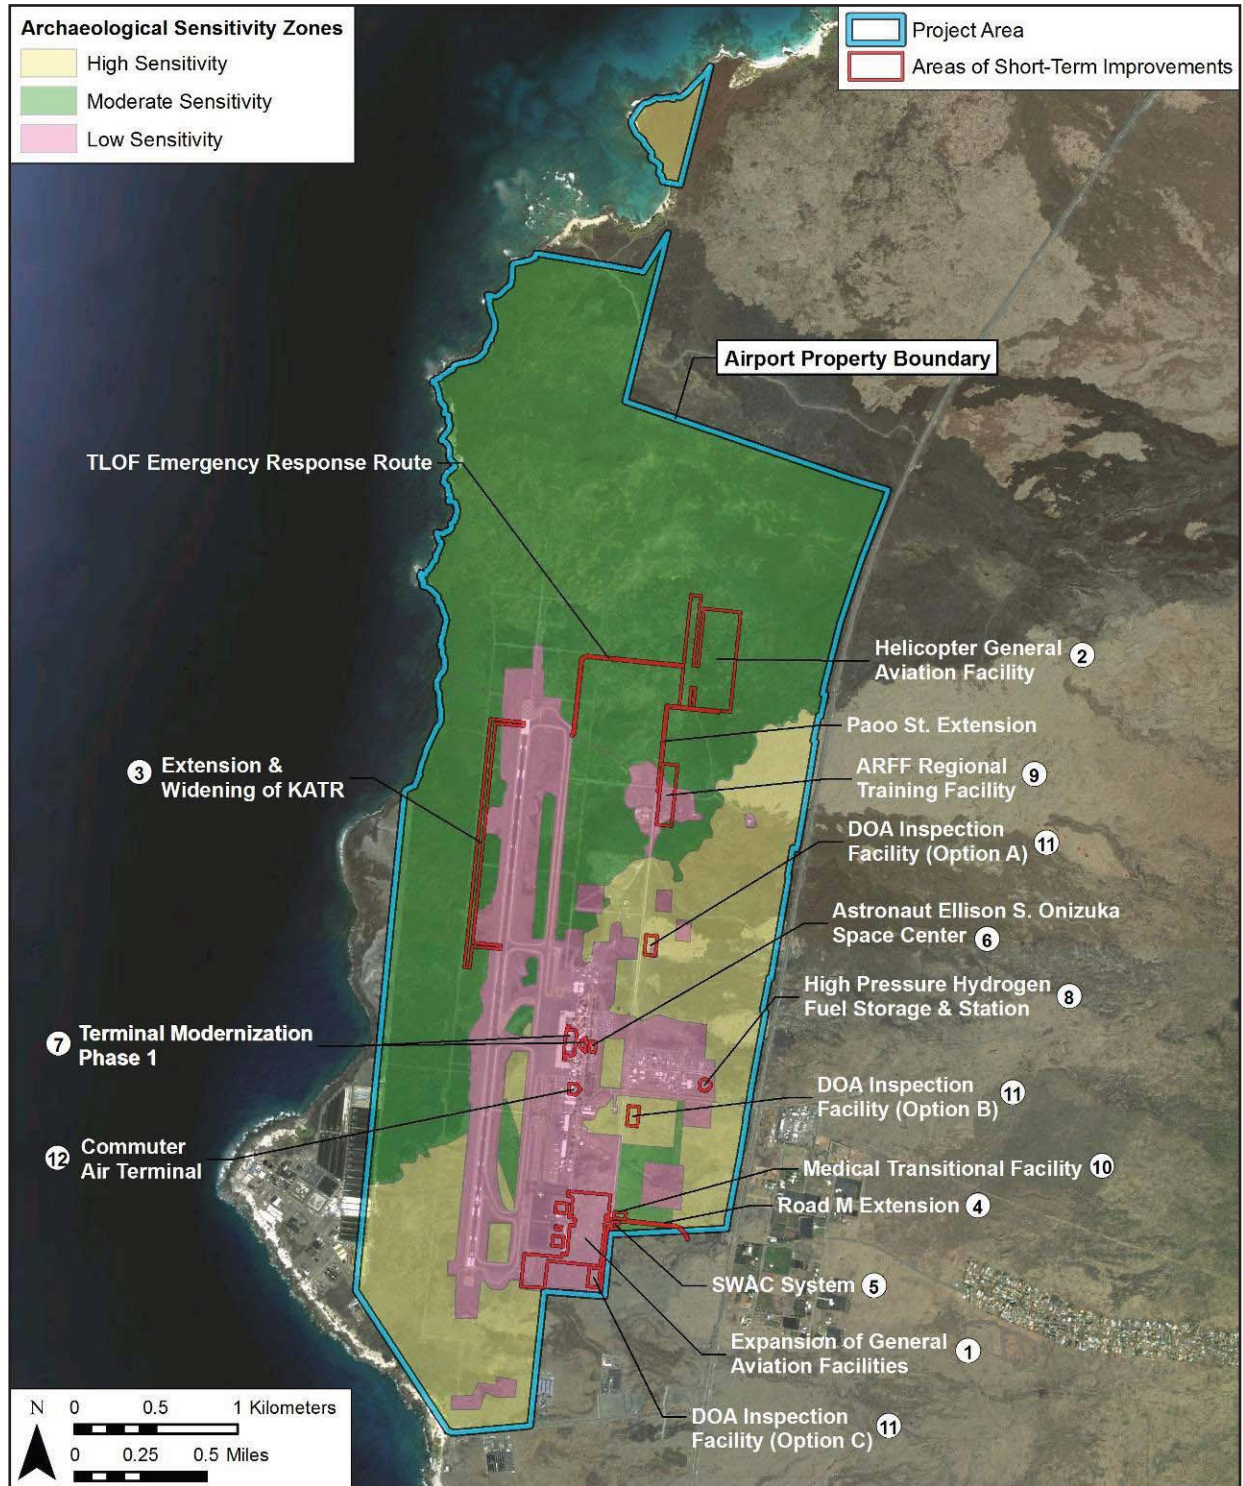 Archaeological Sensitivity Zones
High Sensitivity
Moderate Sensitivity
Low Sensitivity
Project Area
Areas of Short-Term Improvements
Airport Property Boundary
TLOF Emergency Response Route
Helicopter General 2
Aviation Facility
Paoo St. Extension
3 Extension &
Widening of KATR
ARFF Regional 9
Training Facility
DOA Inspection 11
Facility (Option A)
Astronaut Ellison S. Onizuka
Space Center 6
High Pressure Hydrogen 8
Fuel Storage & Station
7 Terminal Modernization
Phase 1
DOA Inspection 11
Facility (Option B)
12 Commuter
Air Terminal
Medical Transitional Facility 10
Road M Extension 4
SWAC System 5
Expansion of General 1
Aviation Facilities
DOA Inspection 11
Facility (Option C)
N 0 0.5 1 Kilometers
0 0.25 0.5 Miles